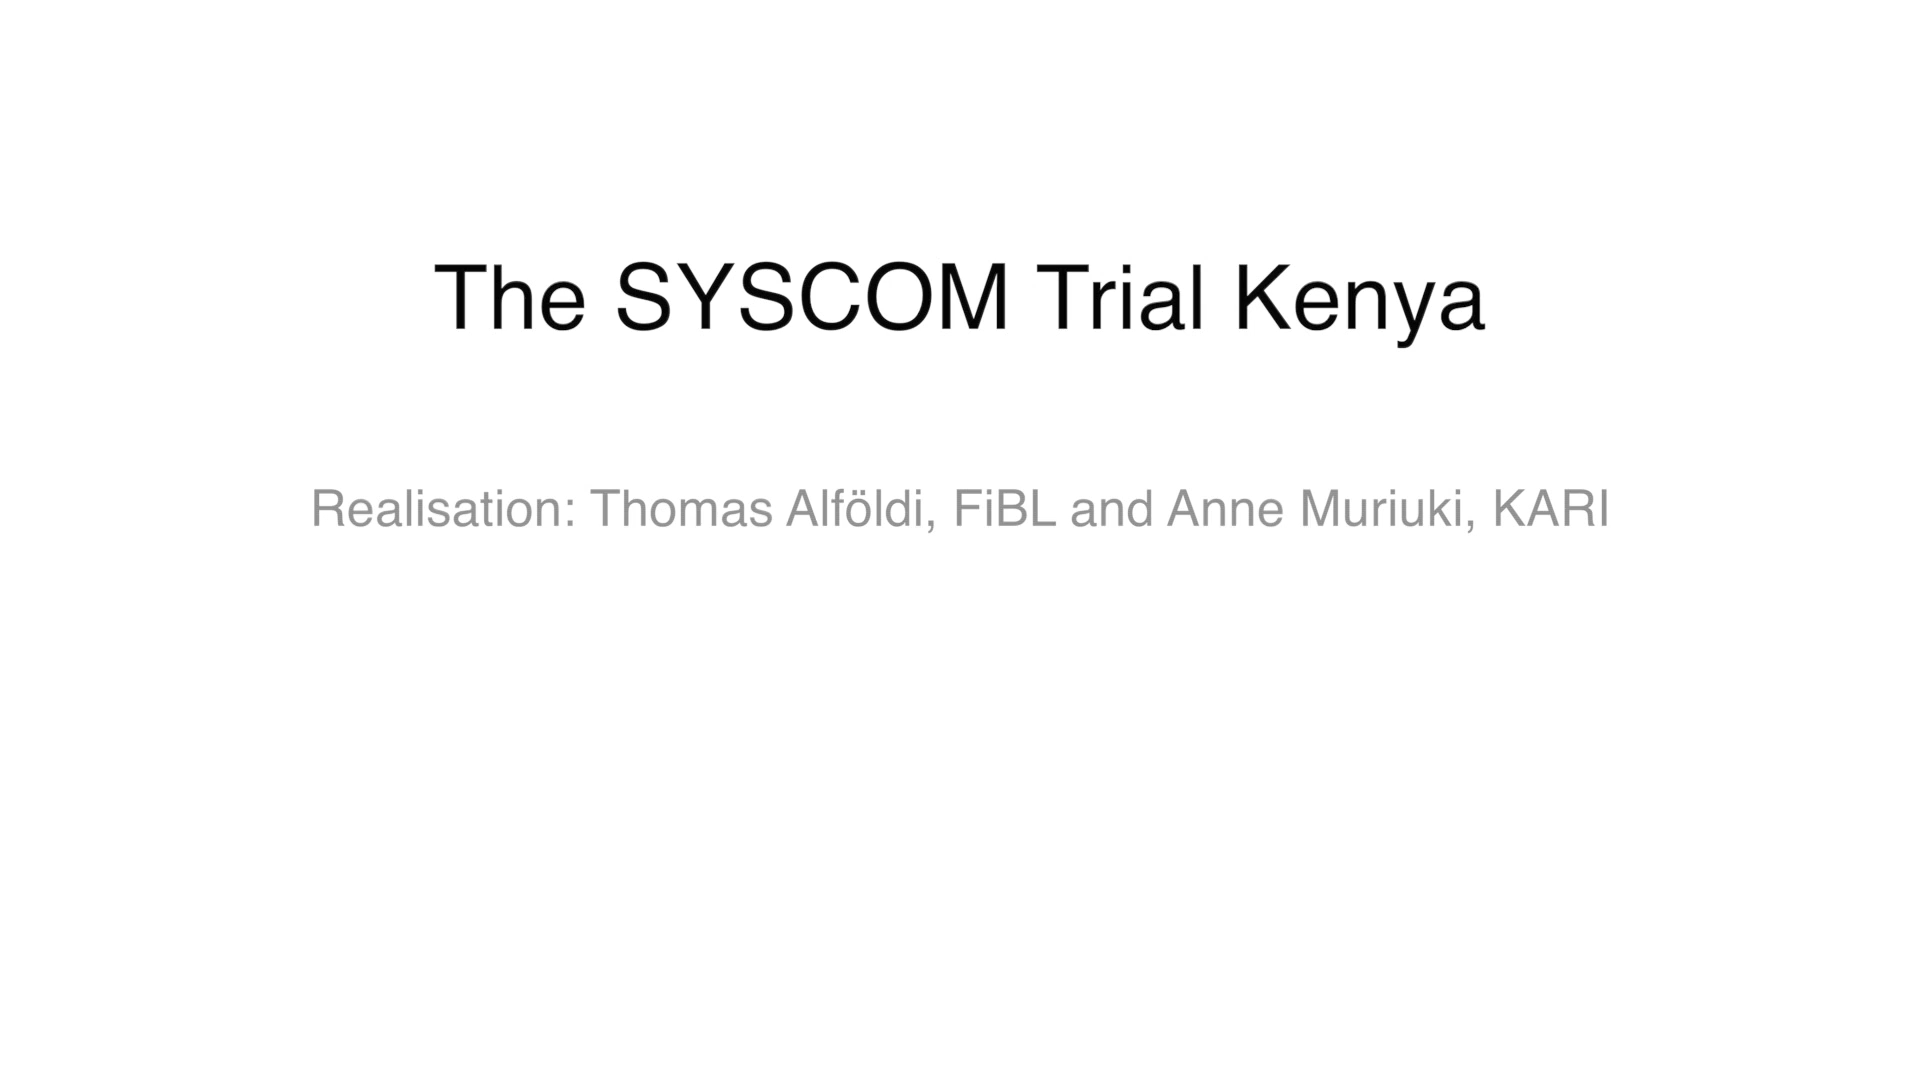 The SYSCOM Trial Kenya
Realisation: Thomas Alföldi, FiBL and Anne Muriuki, KARI